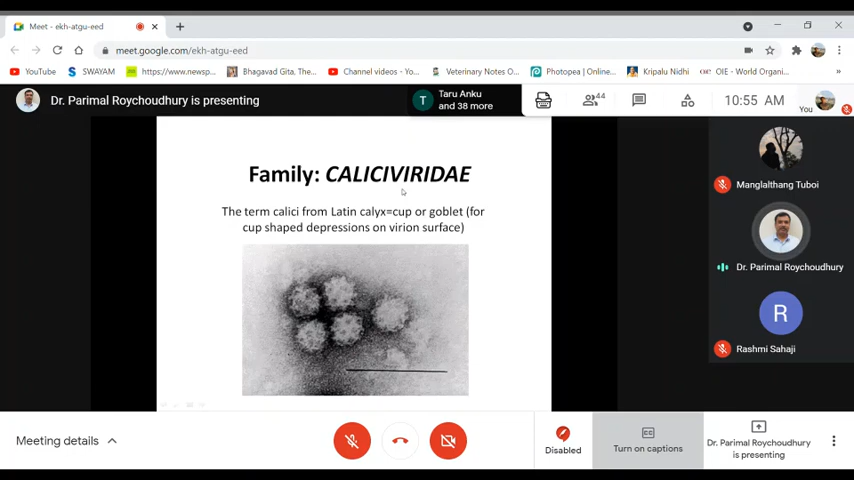 Meet - ekh-atgu-eed
meet.google.com/ekh-atgu-eed
YouTube
SWAYAM
https://www.newsp...
Bhagavad Gita, The...
Channel videos - Yo...
Veterinary Notes O...
Photopea | Online...
Kripalu Nidhi
OIE - World Organi...
»
Dr. Parimal Roychoudhury is presenting
T
Taru Anku
and 38 more
44
10:55 AM
You
Family: CALICIVIRIDAE
The term calici from Latin calyx=cup or goblet (for
cup shaped depressions on virion surface)
Manglalthang Tuboi
Dr. Parimal Roychoudhury
R
Rashmi Sahaji
Meeting details
Disabled
CC
Turn on captions
Dr. Parimal Roychoudhury
is presenting